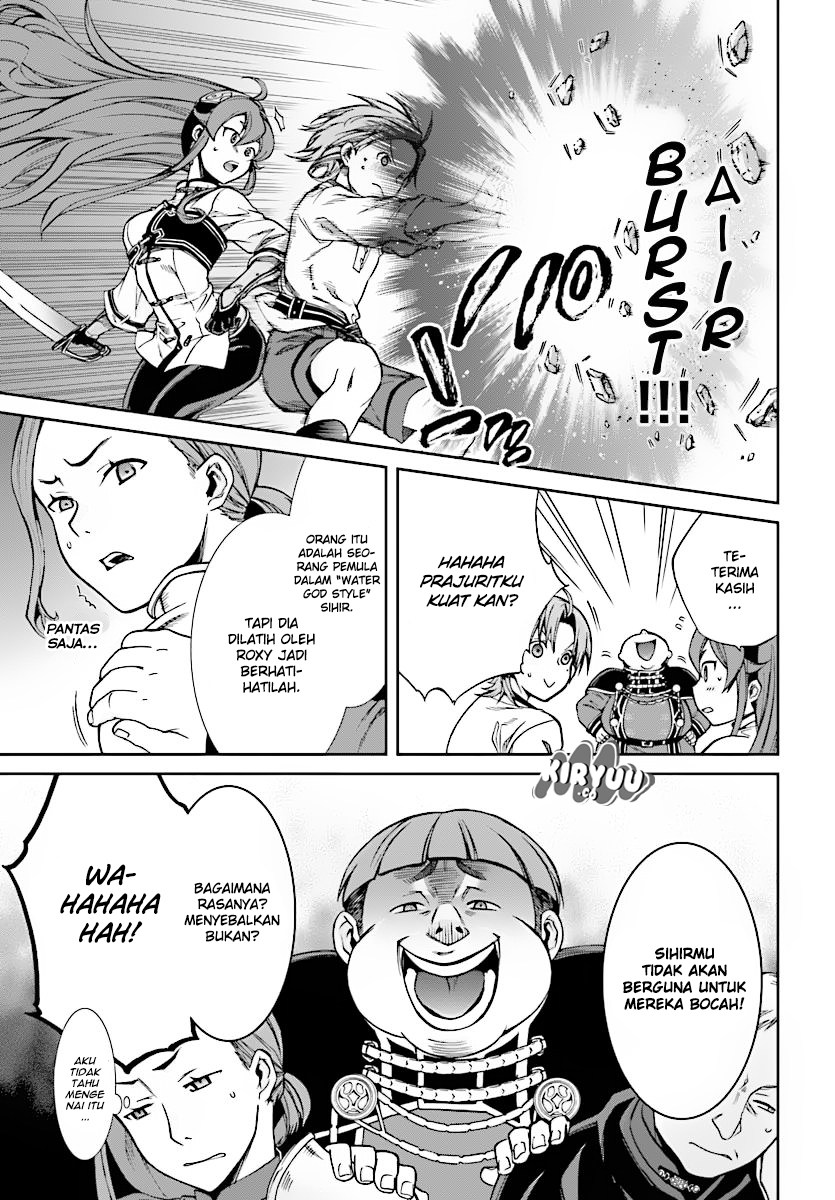 AIIR
BURST
!!!
TE-
TERIMA
KASIH
...
HAHAHA
PRAJURITKU
KUAT KAN?
ORANG ITU
ADALAH SEO-
RANG PEMULA
DALAM "WATER
GOD STYLE"
SIHIR.
TAPI DIA
DILATIH OLEH
ROXY JADI
BERHATI-
HATILAH.
PANTAS
SAJA...
KIRYUU
.CO
SIHIRMU
TIDAK AKAN
BERGUNA UNTUK
MEREKA BOCAH!
BAGAIMANA
RASANYA?
MENYEBALKAN
BUKAN?
WA-
HAHAHA
HAH!
AKU
TIDAK
TAHU
MENGE
NAI ITU
...